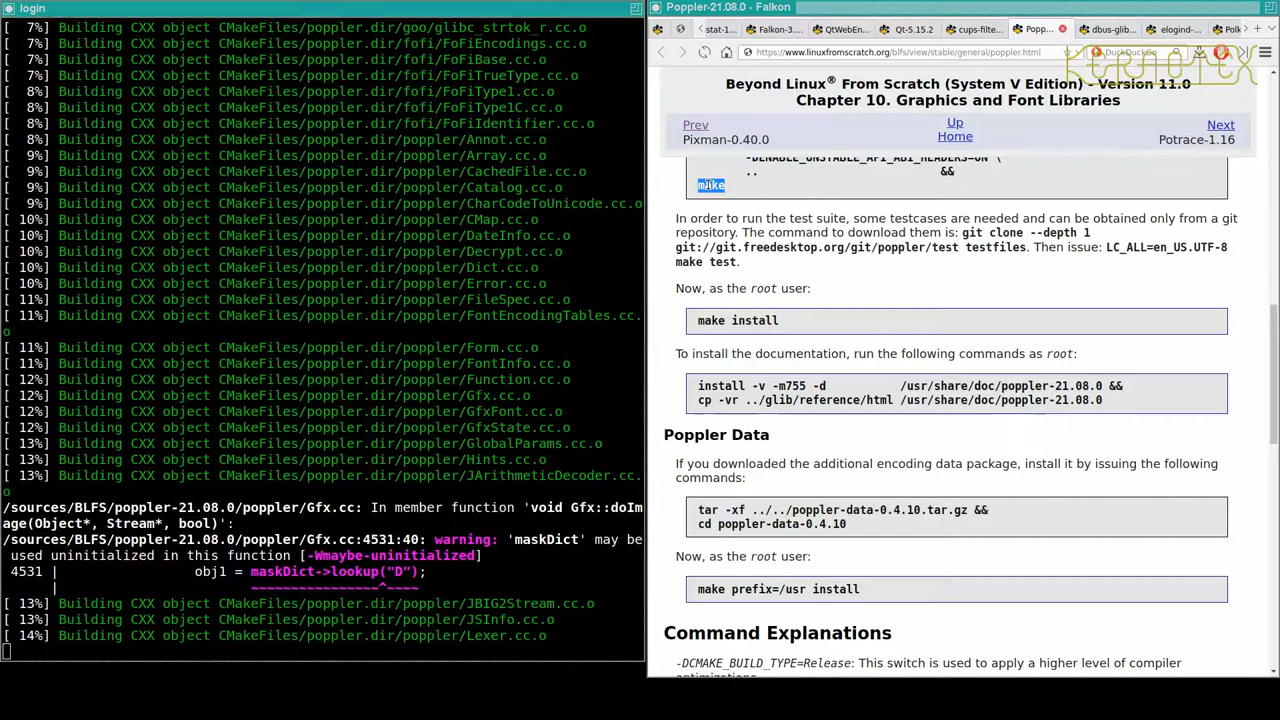 login
[  7%] Building CXX object CMakeFiles/poppler.dir/goo/glibc_strtok_r.cc.o
[  7%] Building CXX object CMakeFiles/poppler.dir/fofi/FoFiEncodings.cc.o
[  7%] Building CXX object CMakeFiles/poppler.dir/fofi/FoFiBase.cc.o
[  7%] Building CXX object CMakeFiles/poppler.dir/fofi/FoFiTrueType.cc.o
[  8%] Building CXX object CMakeFiles/poppler.dir/fofi/FoFiType1.cc.o
[  8%] Building CXX object CMakeFiles/poppler.dir/fofi/FoFiType1C.cc.o
[  8%] Building CXX object CMakeFiles/poppler.dir/fofi/FoFiIdentifier.cc.o
[  8%] Building CXX object CMakeFiles/poppler.dir/poppler/Annot.cc.o
[  9%] Building CXX object CMakeFiles/poppler.dir/poppler/Array.cc.o
[  9%] Building CXX object CMakeFiles/poppler.dir/poppler/CachedFile.cc.o
[  9%] Building CXX object CMakeFiles/poppler.dir/poppler/Catalog.cc.o
[  9%] Building CXX object CMakeFiles/poppler.dir/poppler/CharCodeToUnicode.cc.o
[ 10%] Building CXX object CMakeFiles/poppler.dir/poppler/CMap.cc.o
[ 10%] Building CXX object CMakeFiles/poppler.dir/poppler/DateInfo.cc.o
[ 10%] Building CXX object CMakeFiles/poppler.dir/poppler/Decrypt.cc.o
[ 10%] Building CXX object CMakeFiles/poppler.dir/poppler/Dict.cc.o
[ 10%] Building CXX object CMakeFiles/poppler.dir/poppler/Error.cc.o
[ 11%] Building CXX object CMakeFiles/poppler.dir/poppler/FileSpec.cc.o
[ 11%] Building CXX object CMakeFiles/poppler.dir/poppler/FontEncodingTables.cc.
o
[ 11%] Building CXX object CMakeFiles/poppler.dir/poppler/Form.cc.o
[ 11%] Building CXX object CMakeFiles/poppler.dir/poppler/FontInfo.cc.o
[ 12%] Building CXX object CMakeFiles/poppler.dir/poppler/Function.cc.o
[ 12%] Building CXX object CMakeFiles/poppler.dir/poppler/Gfx.cc.o
[ 12%] Building CXX object CMakeFiles/poppler.dir/poppler/GfxFont.cc.o
[ 12%] Building CXX object CMakeFiles/poppler.dir/poppler/GfxState.cc.o
[ 13%] Building CXX object CMakeFiles/poppler.dir/poppler/GlobalParams.cc.o
[ 13%] Building CXX object CMakeFiles/poppler.dir/poppler/Hints.cc.o
[ 13%] Building CXX object CMakeFiles/poppler.dir/poppler/JArithmeticDecoder.cc.
o
/sources/BLFS/poppler-21.08.0/poppler/Gfx.cc: In member function 'void Gfx::doIm
age(Object*, Stream*, bool)':
/sources/BLFS/poppler-21.08.0/poppler/Gfx.cc:4531:40: warning: 'maskDict' may be
used uninitialized in this function [-Wmaybe-uninitialized]
4531 |                 obj1 = maskDict->lookup("D");
|                        ~~~~~~~~~~~~~~~~^~~~~
[ 13%] Building CXX object CMakeFiles/poppler.dir/poppler/JBIG2Stream.cc.o
[ 13%] Building CXX object CMakeFiles/poppler.dir/poppler/JSInfo.cc.o
[ 14%] Building CXX object CMakeFiles/poppler.dir/poppler/Lexer.cc.o
Poppler-21.08.0 - Falkon
stat-1... 3.44... QtWebEn... Qt-5.15.2 cups-filte... Popp... dbus-glib... elogind-... Polk
https://www.linuxfromscratch.org/blfs/view/stable/general/poppler.html DuckDuckGo
KERNOTEX
Beyond Linux® From Scratch (System V Edition) - Version 11.0
Chapter 10. Graphics and Font Libraries
Prev Up Next
Pixman-0.40.0 Home Potrace-1.16
-DENABLE_UNSTABLE_API_ABI_HEADERS=ON \
.. &&
make
In order to run the test suite, some testcases are needed and can be obtained only from a git
repository. The command to download them is: git clone --depth 1
git://git.freedesktop.org/git/poppler/test testfiles. Then issue: LC_ALL=en_US.UTF-8
make test.
Now, as the root user:
make install
To install the documentation, run the following commands as root:
install -v -m755 -d           /usr/share/doc/poppler-21.08.0 &&
cp -vr ../glib/reference/html /usr/share/doc/poppler-21.08.0
Poppler Data
If you downloaded the additional encoding data package, install it by issuing the following
commands:
tar -xf ../../poppler-data-0.4.10.tar.gz &&
cd poppler-data-0.4.10
Now, as the root user:
make prefix=/usr install
Command Explanations
-DCMAKE_BUILD_TYPE=Release: This switch is used to apply a higher level of compiler
optimizations.